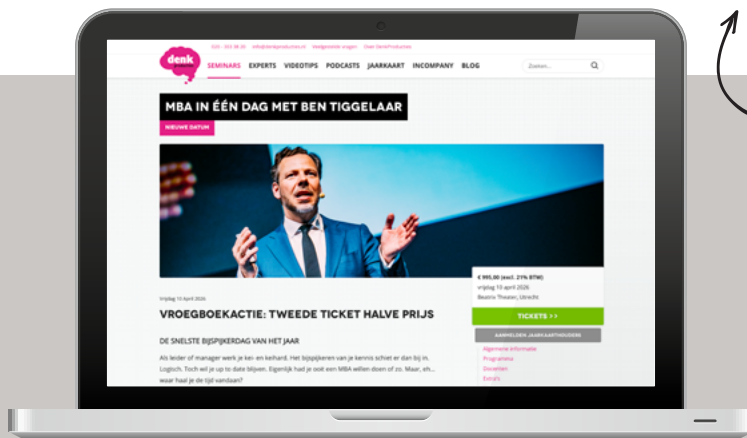 020 - 353 98 20 info@denkproducties.nl Veelgestelde vragen Over DenkProducties
denk
SEMINARS EXPERTS VIDEOTIPS PODCASTS JAARKAART INCOMPANY BLOG
Zoeken...
MBA IN ÉÉN DAG MET BEN TIGGELAAR
NIEUWE DATUM
€ 995,00 (excl. 21% BTW)
vrijdag 10 april 2026
Beatrix Theater, Utrecht
TICKETS >>
AANMELDEN JAARKAARTHOUDERS
Algemene informatie
Programma
Docenten
Extra's
vrijdag 10 april 2026
VROEGBOEKACTIE: TWEEDE TICKET HALVE PRIJS
DE SNELSTE BIJSPIJKERDAG VAN HET JAAR
Als leider of manager werk je kei- en keihard. Het bijspijkeren van je kennis schiet er dan bij in.
Logisch. Toch wil je up to date blijven. Eigenlijk had je ooit een MBA willen doen of zo. Maar, eh...
waar haal je de tijd vandaan?